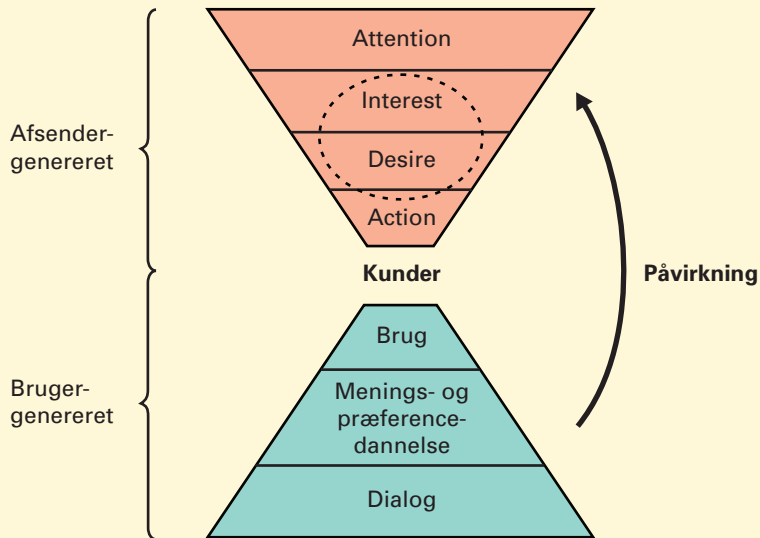 Attention
Interest
Desire
Action
Afsender-
genereret
Kunder
Påvirkning
Brug
Menings- og
præference-
dannelse
Dialog
Bruger-
genereret